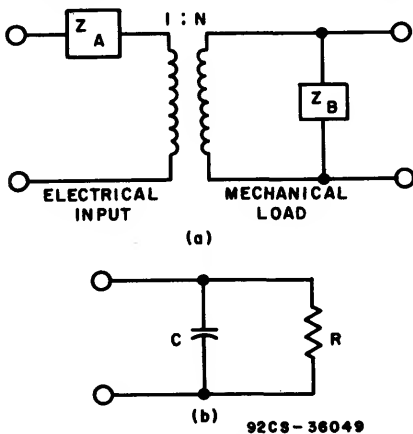 Z A
1 : N
Z B
ELECTRICAL INPUT
MECHANICAL LOAD
(a)
C
R
(b)
92CS-36049